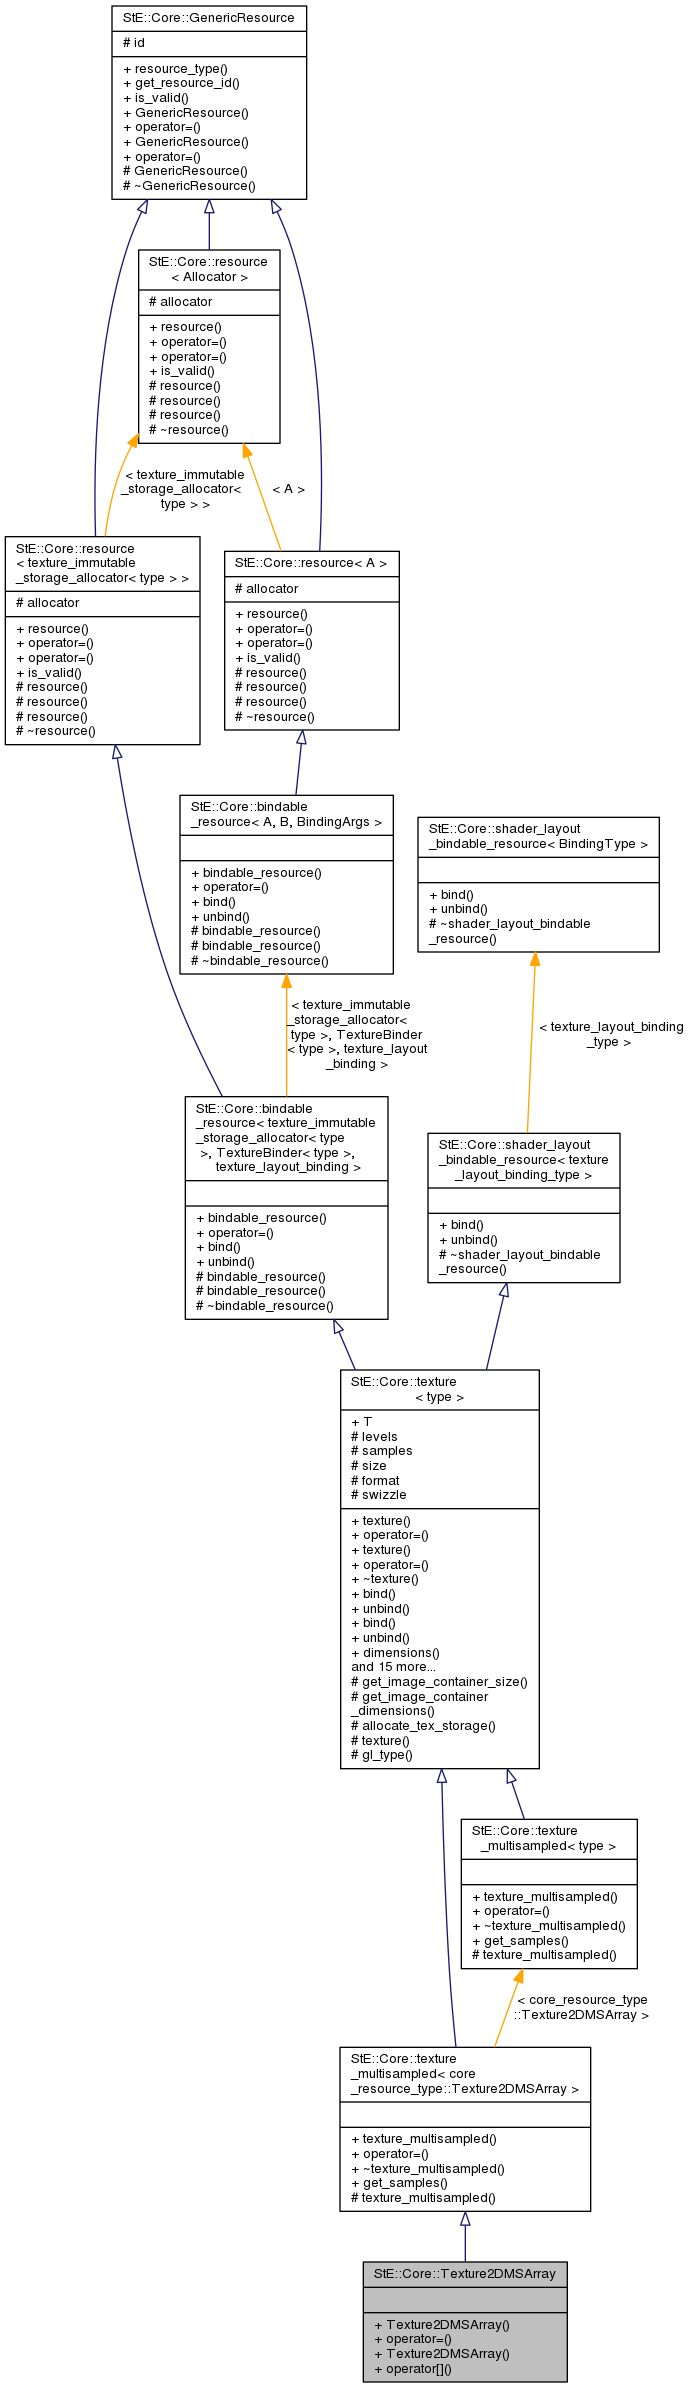 StE::Core::GenericResource
# id
+ resource_type()
+ get_resource_id()
+ is_valid()
+ GenericResource()
+ operator=()
+ GenericResource()
+ operator=()
# GenericResource()
# ~GenericResource()
StE::Core::resource
< Allocator >
# allocator
+ resource()
+ operator=()
+ operator=()
+ is_valid()
# resource()
# resource()
# resource()
# ~resource()
< texture_immutable
_storage_allocator<
type > >
< A >
StE::Core::resource
< texture_immutable
_storage_allocator< type > >
# allocator
+ resource()
+ operator=()
+ operator=()
+ is_valid()
# resource()
# resource()
# resource()
# ~resource()
StE::Core::resource< A >
# allocator
+ resource()
+ operator=()
+ operator=()
+ is_valid()
# resource()
# resource()
# resource()
# ~resource()
StE::Core::bindable
_resource< A, B, BindingArgs >
+ bindable_resource()
+ operator=()
+ bind()
+ unbind()
# bindable_resource()
# bindable_resource()
# ~bindable_resource()
StE::Core::shader_layout
_bindable_resource< BindingType >
+ bind()
+ unbind()
# ~shader_layout_bindable
_resource()
< texture_immutable
_storage_allocator<
type >, TextureBinder
< type >, texture_layout
_binding >
< texture_layout_binding
_type >
StE::Core::bindable
_resource< texture_immutable
_storage_allocator< type
>, TextureBinder< type >,
texture_layout_binding >
+ bindable_resource()
+ operator=()
+ bind()
+ unbind()
# bindable_resource()
# bindable_resource()
# ~bindable_resource()
StE::Core::shader_layout
_bindable_resource< texture
_layout_binding_type >
+ bind()
+ unbind()
# ~shader_layout_bindable
_resource()
StE::Core::texture
< type >
+ T
# levels
# samples
# size
# format
# swizzle
+ texture()
+ operator=()
+ texture()
+ operator=()
+ ~texture()
+ bind()
+ unbind()
+ bind()
+ unbind()
+ dimensions()
and 15 more...
# get_image_container_size()
# get_image_container
_dimensions()
# allocate_tex_storage()
# texture()
# gl_type()
StE::Core::texture
_multisampled< type >
+ texture_multisampled()
+ operator=()
+ ~texture_multisampled()
+ get_samples()
# texture_multisampled()
< core_resource_type
::Texture2DMSArray >
StE::Core::texture
_multisampled< core
_resource_type::Texture2DMSArray >
+ texture_multisampled()
+ operator=()
+ ~texture_multisampled()
+ get_samples()
# texture_multisampled()
StE::Core::Texture2DMSArray
+ Texture2DMSArray()
+ operator=()
+ Texture2DMSArray()
+ operator[]()